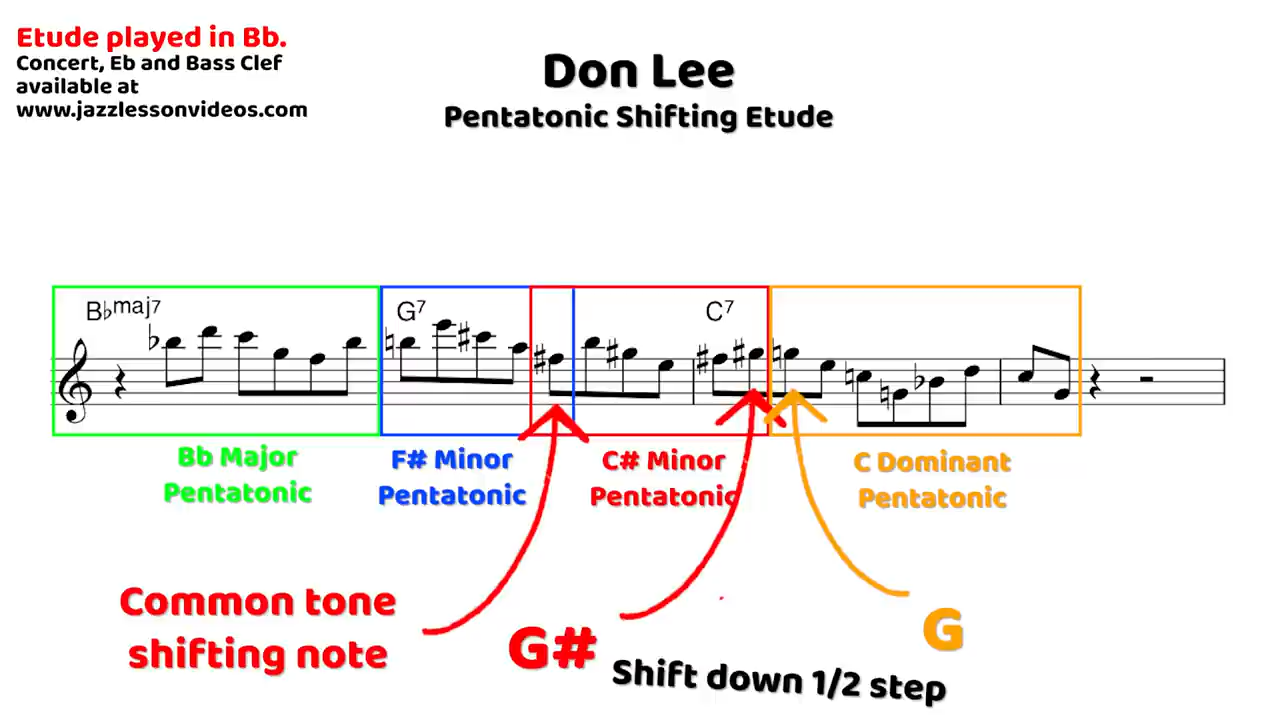 Etude played in Bb.
Concert, Eb and Bass Clef
available at
www.jazzlessonvideos.com
Don Lee
Pentatonic Shifting Etude
B♭maj7 G7 C7
Bb Major
Pentatonic
F# Minor
Pentatonic
C# Minor
Pentatonic
C Dominant
Pentatonic
Common tone
shifting note
G#
G
Shift down 1/2 step